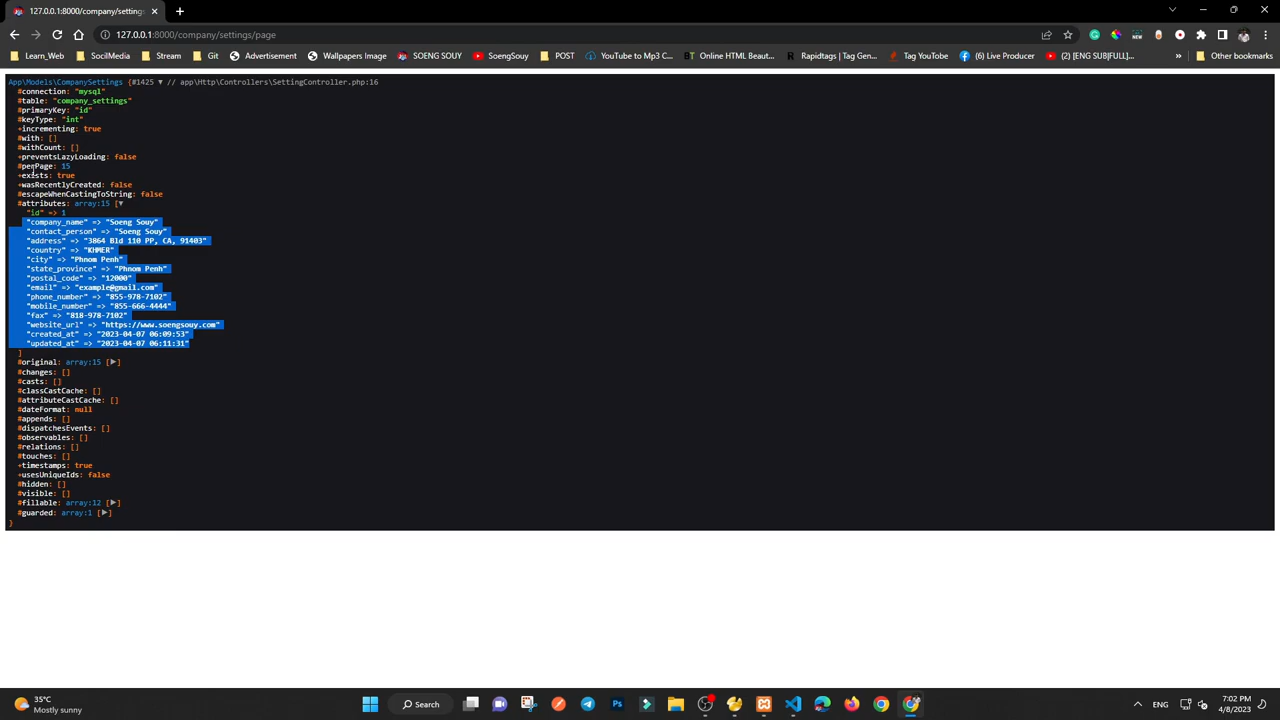 127.0.0.1:8000/company/settings
127.0.0.1:8000/company/settings/page
Learn_Web SocilMedia Stream Git Advertisement Wallpapers Image SOENG SOUY SoengSouy POST YouTube to Mp3 C... BT Online HTML Beaut... R Rapidtags | Tag Gen... Tag YouTube (6) Live Producer (2) [ENG SUB[FULL]... » Other bookmarks
App\Models\CompanySettings {#1425 ▼ // app\Http\Controllers\SettingController.php:16
#connection: "mysql"
#table: "company_settings"
#primaryKey: "id"
#keyType: "int"
+incrementing: true
#with: []
#withCount: []
+preventsLazyLoading: false
#perPage: 15
+exists: true
+wasRecentlyCreated: false
#escapeWhenCastingToString: false
#attributes: array:15 [▼
"id" => 1
"company_name" => "Soeng Souy"
"contact_person" => "Soeng Souy"
"address" => "3864 Bld 110 PP, CA, 91403"
"country" => "KHMER"
"city" => "Phnom Penh"
"state_province" => "Phnom Penh"
"postal_code" => "12000"
"email" => "example@gmail.com"
"phone_number" => "855-978-7102"
"mobile_number" => "855-666-4444"
"fax" => "818-978-7102"
"website_url" => "https://www.soengsouy.com"
"created_at" => "2023-04-07 06:09:53"
"updated_at" => "2023-04-07 06:11:31"
]
#original: array:15 [▶]
#changes: []
#casts: []
#classCastCache: []
#attributeCastCache: []
#dateFormat: null
#appends: []
#dispatchesEvents: []
#observables: []
#relations: []
#touches: []
+timestamps: true
+usesUniqueIds: false
#hidden: []
#visible: []
#fillable: array:12 [▶]
#guarded: array:1 [▶]
}
35°C
Mostly sunny
Search
Ps
ENG
7:02 PM
4/8/2023